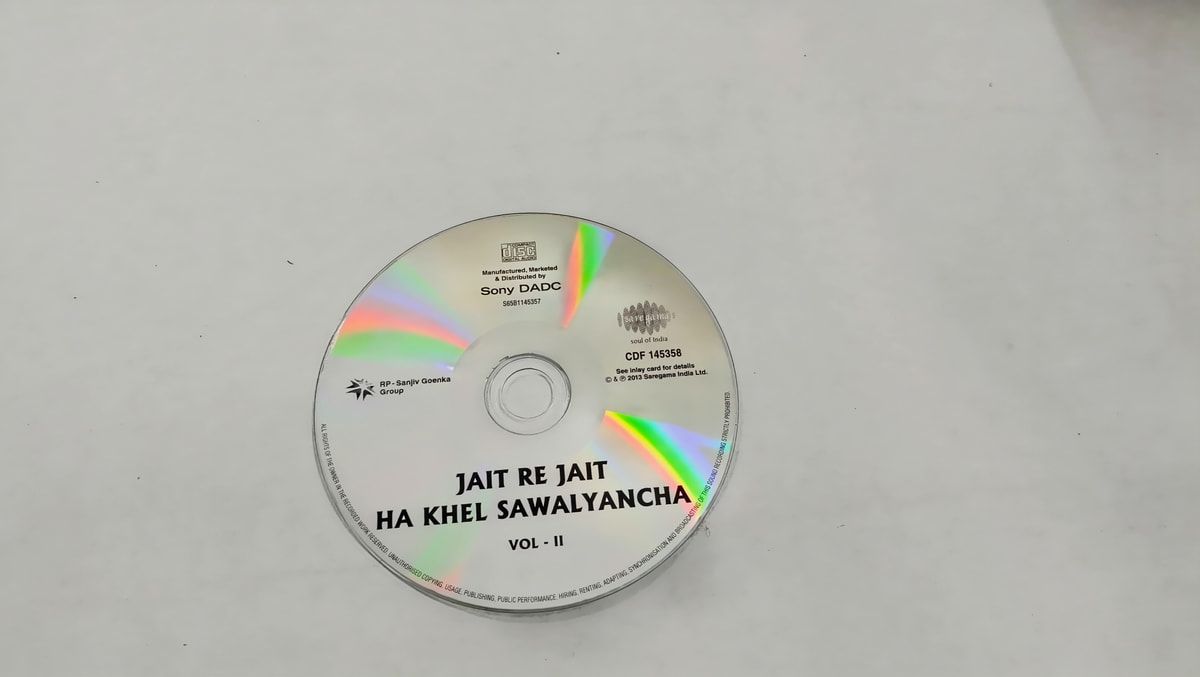 COMPACT
disc
DIGITAL AUDIO
Manufactured, Marketed
& Distributed by
Sony DADC
S65B1145357
saregama
soul of India
CDF 145358
See inlay card for details
© & ℗ 2013 Saregama India Ltd.
RP - Sanjiv Goenka
Group
JAIT RE JAIT
HA KHEL SAWALYANCHA
VOL - II
ALL RIGHTS OF THE OWNER IN THE RECORDED WORK RESERVED. UNAUTHORISED COPYING, USAGE, PUBLISHING, PUBLIC PERFORMANCE, HIRING, RENTING, ADAPTING, SYNCHRONISATION AND BROADCASTING OF THIS SOUND RECORDING STRICTLY PROHIBITED